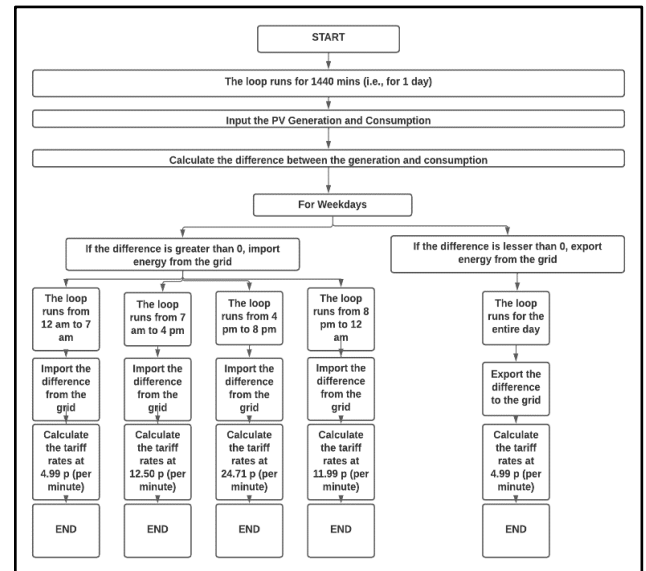 START
The loop runs for 1440 mins (i.e., for 1 day)
Input the PV Generation and Consumption
Calculate the difference between the generation and consumption
For Weekdays
If the difference is greater than 0, import
energy from the grid
If the difference is lesser than 0, export
energy from the grid
The loop
runs from
12 am to 7
am
The loop
runs from 7
am to 4 pm
The loop
runs from 4
pm to 8 pm
The loop
runs from 8
pm to 12
am
The loop
runs for the
entire day
Import the
difference
from the
grid
Import the
difference
from the
grid
Import the
difference
from the
grid
Import the
difference
from the
grid
Export the
difference
to the grid
Calculate
the tariff
rates at
4.99 p (per
minute)
Calculate
the tariff
rates at
12.50 p (per
minute)
Calculate
the tariff
rates at
24.71 p (per
minute)
Calculate
the tariff
rates at
11.99 p (per
minute)
Calculate
the tariff
rates at
4.99 p (per
minute)
END
END
END
END
END